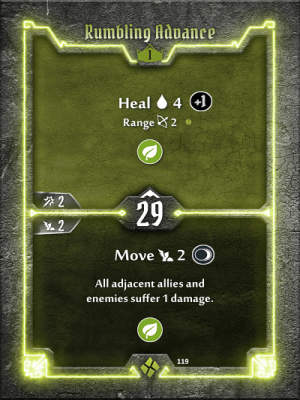 Rumbling Advance
1
Heal 4 +1
Range 2
2
29
2
Move 2
All adjacent allies and
enemies suffer 1 damage.
119